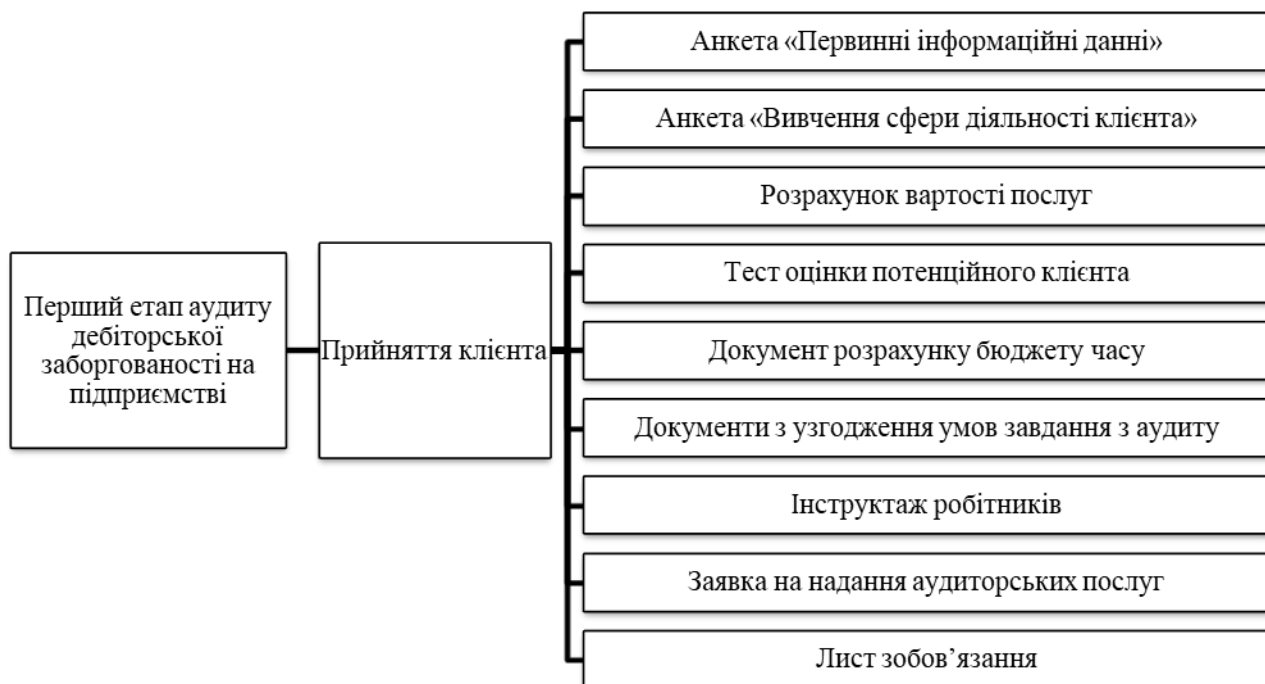 Перший етап аудиту
дебіторської
заборгованості на
підприємстві
Прийняття клієнта
Анкета «Первинні інформаційні данні»
Анкета «Вивчення сфери діяльності клієнта»
Розрахунок вартості послуг
Тест оцінки потенційного клієнта
Документ розрахунку бюджету часу
Документи з узгодження умов завдання з аудиту
Інструктаж робітників
Заявка на надання аудиторських послуг
Лист зобов’язання